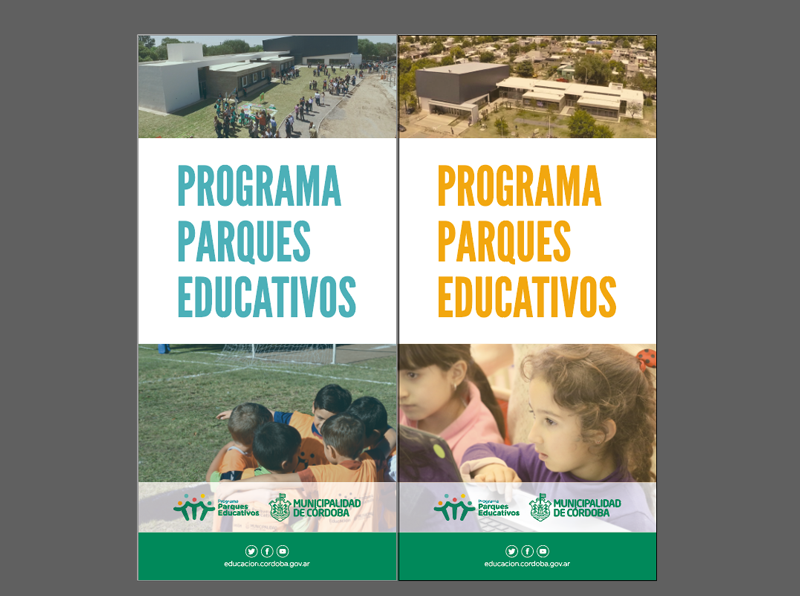 PROGRAMA
PARQUES
EDUCATIVOS
Programa
Parques
Educativos
MUNICIPALIDAD
DE CÓRDOBA
educacion.cordoba.gov.ar
PROGRAMA
PARQUES
EDUCATIVOS
Programa
Parques
Educativos
MUNICIPALIDAD
DE CÓRDOBA
educacion.cordoba.gov.ar